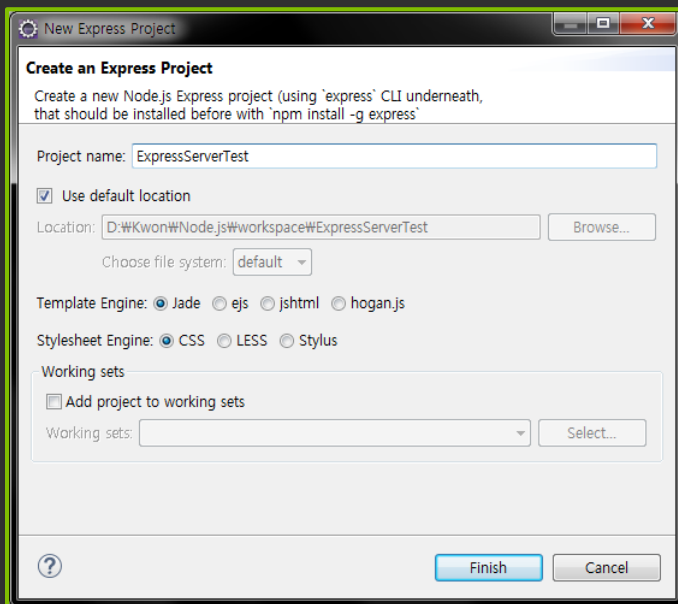 New Express Project
Create an Express Project
Create a new Node.js Express project (using `express` CLI underneath,
that should be installed before with `npm install -g express`
Project name: ExpressServerTest
Use default location
Location: D:₩Kwon₩Node.js₩workspace₩ExpressServerTest Browse...
Choose file system: default
Template Engine: Jade ejs jshtml hogan.js
Stylesheet Engine: CSS LESS Stylus
Working sets
Add project to working sets
Working sets: Select...
? Finish Cancel